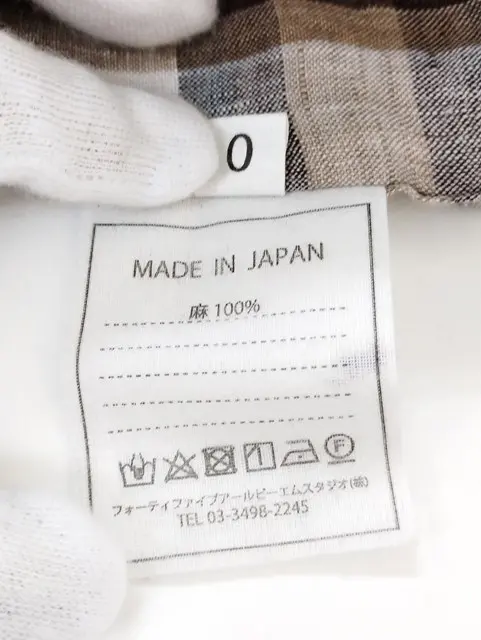 0
MADE IN JAPAN
麻 100%
F
フォーティファイブアールピーエムスタジオ(株)
TEL 03-3498-2245